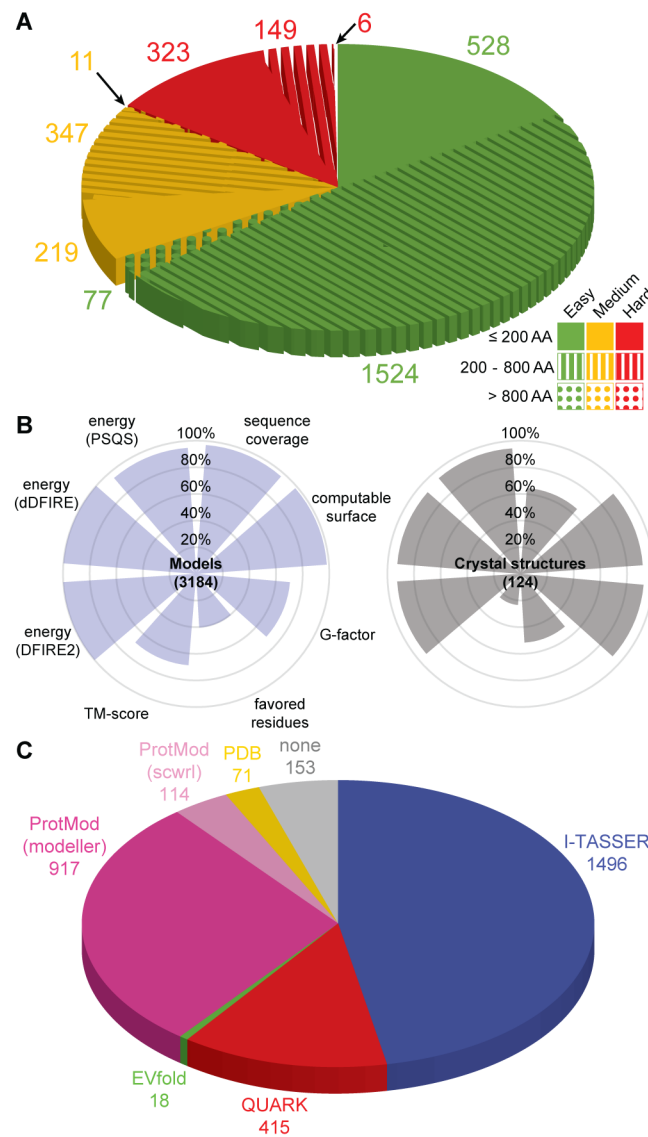 A
149
6
323
528
11
347
219
77
1524
Easy
Medium
Hard
≤ 200 AA
200 - 800 AA
> 800 AA
B
energy
(PSQS)
100%
80%
60%
40%
20%
sequence
coverage
energy
(dDFIRE)
computable
surface
Models
(3184)
energy
(DFIRE2)
G-factor
TM-score
favored
residues
100%
80%
60%
40%
20%
Crystal structures
(124)
C
ProtMod
(scwrl)
114
PDB
71
none
153
ProtMod
(modeller)
917
I-TASSER
1496
EVfold
18
QUARK
415